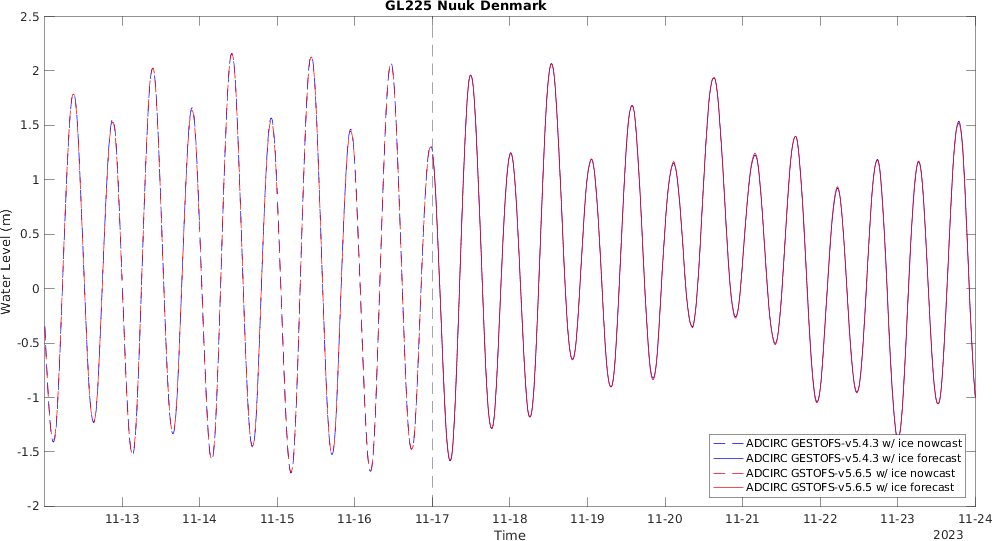 GL225 Nuuk Denmark
2.5
2
1.5
1
0.5
0
-0.5
-1
-1.5
-2
Water Level (m)
ADCIRC GESTOFS-v5.4.3 w/ ice nowcast
ADCIRC GESTOFS-v5.4.3 w/ ice forecast
ADCIRC GSTOFS-v5.6.5 w/ ice nowcast
ADCIRC GSTOFS-v5.6.5 w/ ice forecast
11-13 11-14 11-15 11-16 11-17 11-18 11-19 11-20 11-21 11-22 11-23 11-24
Time 2023